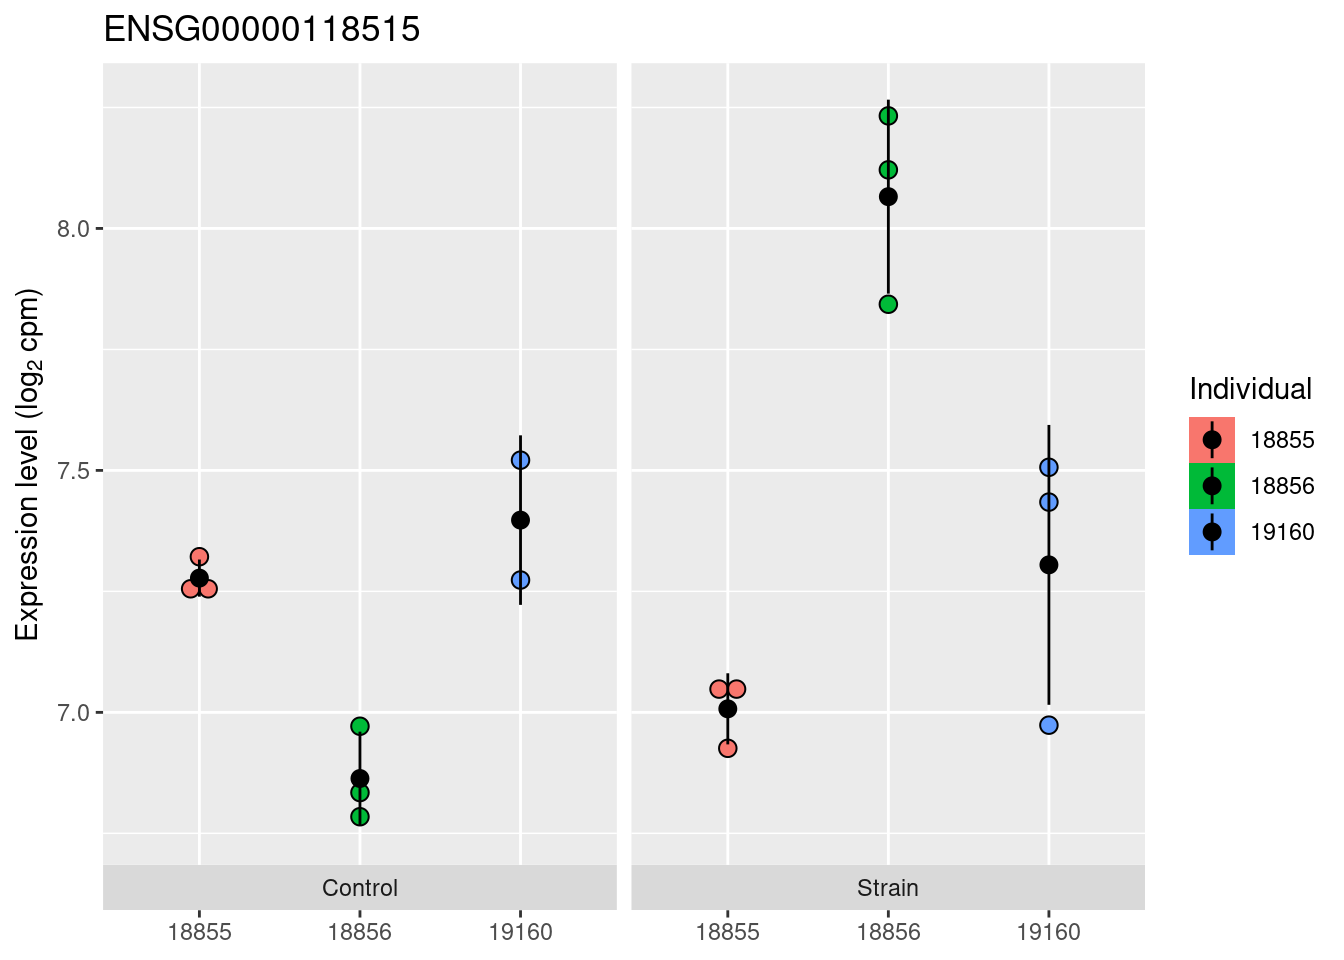 ENSG00000118515
Expression level (log₂ cpm)
8.0
7.5
7.0
Control
Strain
18855
18856
19160
18855
18856
19160
Individual
18855
18856
19160